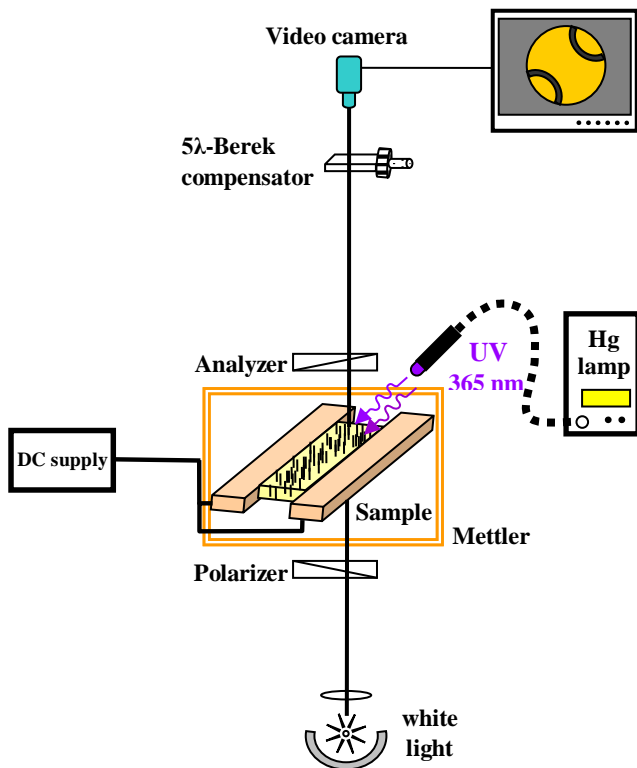 Video camera
5λ-Berek
compensator
Analyzer
UV
365 nm
Hg
lamp
DC supply
Sample
Mettler
Polarizer
white
light